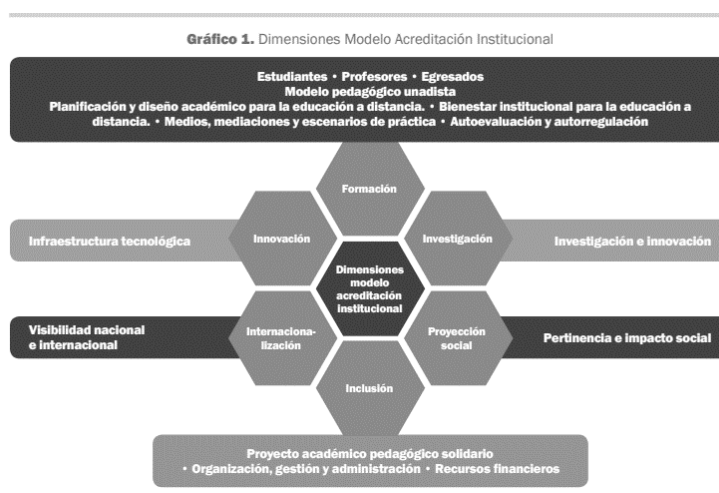 Gráfico 1. Dimensiones Modelo Acreditación Institucional
Estudiantes • Profesores • Egresados
Modelo pedagógico unadista
Planificación y diseño académico para la educación a distancia. • Bienestar institucional para la educación a
distancia. • Medios, mediaciones y escenarios de práctica • Autoevaluación y autorregulación
Formación
Infraestructura tecnológica
Innovación
Investigación
Investigación e innovación
Dimensiones
modelo
acreditación
institucional
Visibilidad nacional
e internacional
Internaciona-
lización
Proyección
social
Pertinencia e impacto social
Inclusión
Proyecto académico pedagógico solidario
• Organización, gestión y administración • Recursos financieros